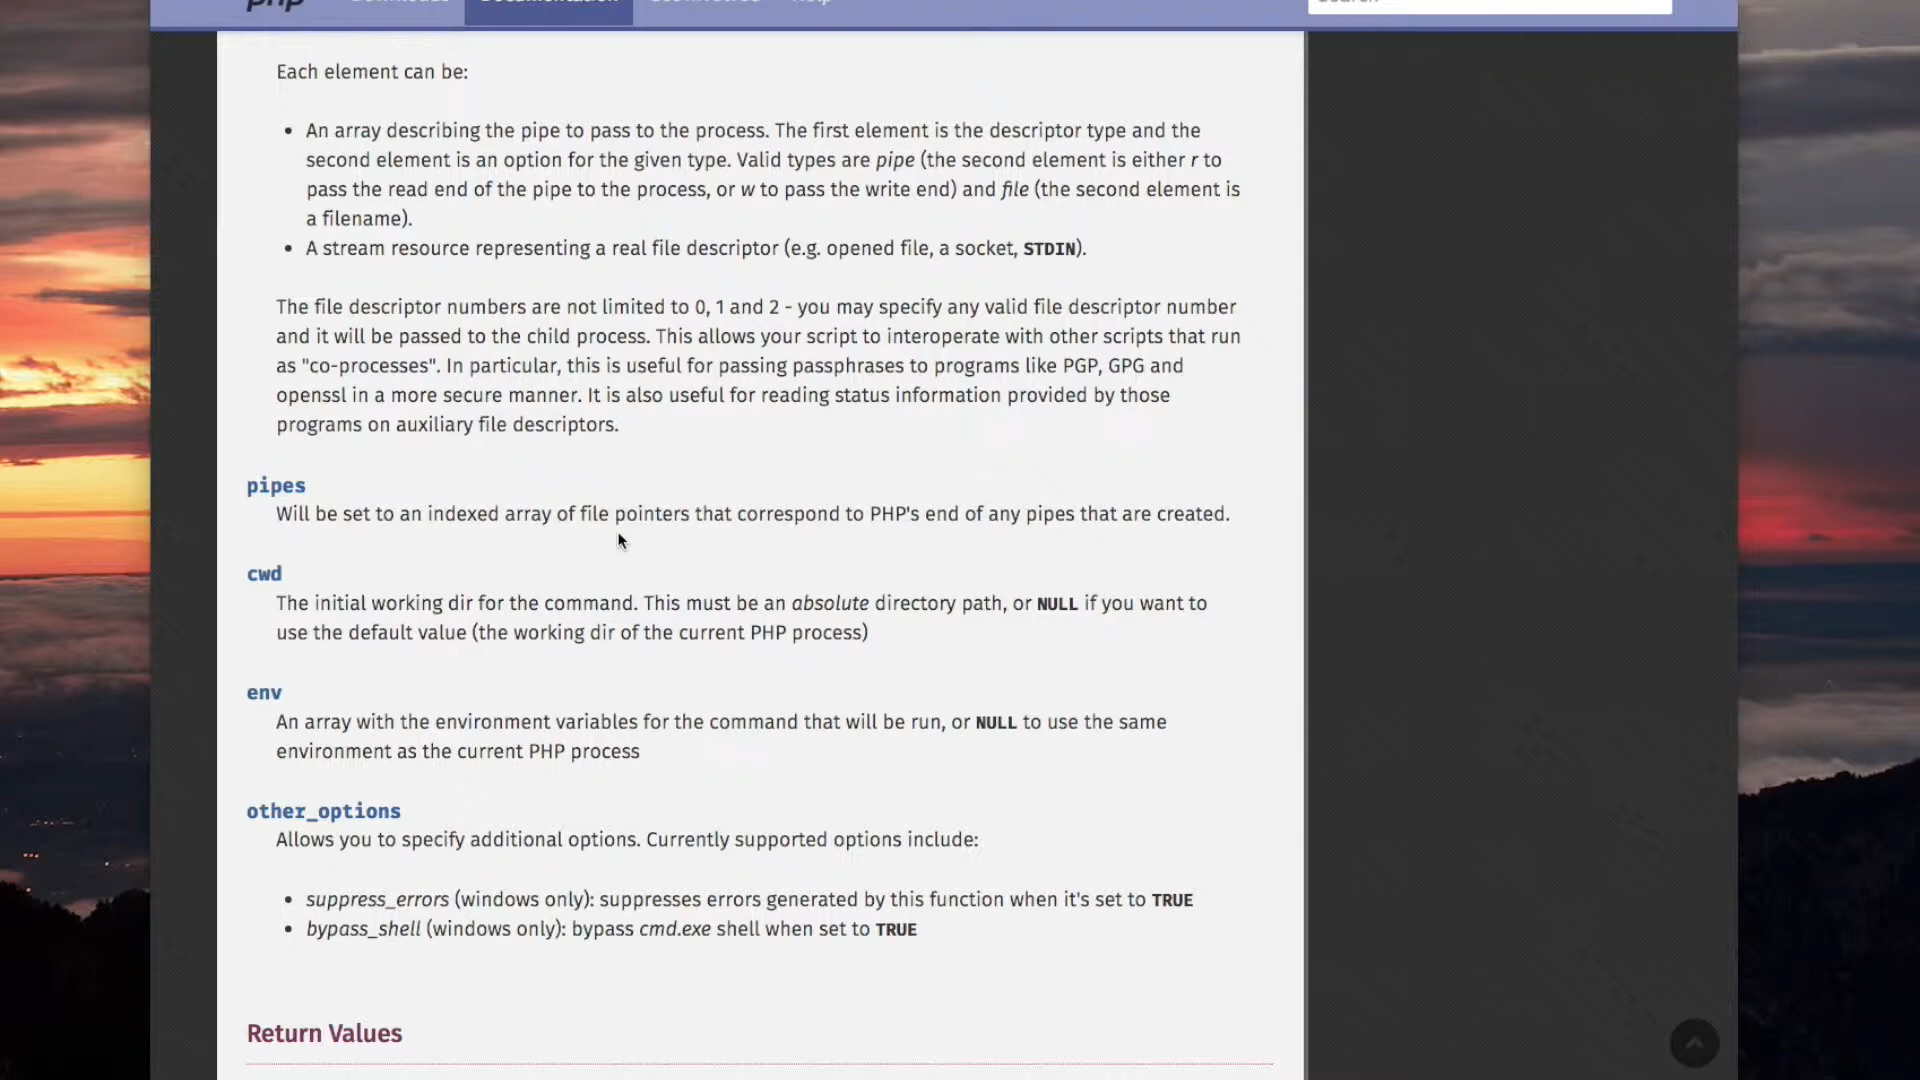 php Downloads Documentation Get Involved Help Search
Each element can be:
• An array describing the pipe to pass to the process. The first element is the descriptor type and the
second element is an option for the given type. Valid types are pipe (the second element is either r to
pass the read end of the pipe to the process, or w to pass the write end) and file (the second element is
a filename).
• A stream resource representing a real file descriptor (e.g. opened file, a socket, STDIN).
The file descriptor numbers are not limited to 0, 1 and 2 - you may specify any valid file descriptor number
and it will be passed to the child process. This allows your script to interoperate with other scripts that run
as "co-processes". In particular, this is useful for passing passphrases to programs like PGP, GPG and
openssl in a more secure manner. It is also useful for reading status information provided by those
programs on auxiliary file descriptors.
pipes
Will be set to an indexed array of file pointers that correspond to PHP's end of any pipes that are created.
cwd
The initial working dir for the command. This must be an absolute directory path, or NULL if you want to
use the default value (the working dir of the current PHP process)
env
An array with the environment variables for the command that will be run, or NULL to use the same
environment as the current PHP process
other_options
Allows you to specify additional options. Currently supported options include:
• suppress_errors (windows only): suppresses errors generated by this function when it's set to TRUE
• bypass_shell (windows only): bypass cmd.exe shell when set to TRUE
Return Values